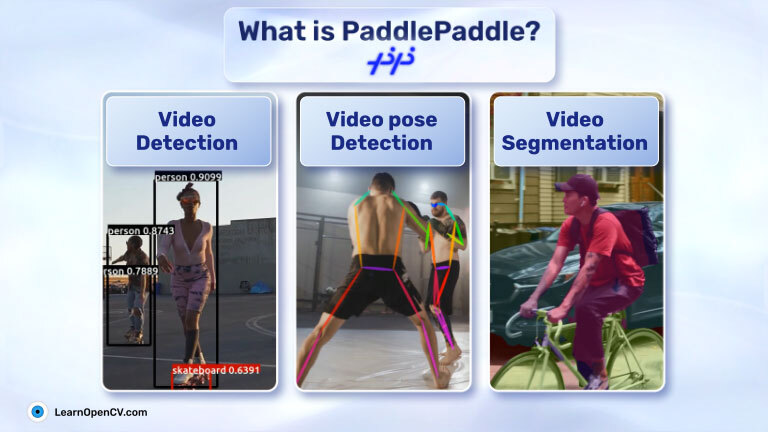 What is PaddlePaddle?
Video
Detection
Video pose
Detection
Video
Segmentation
person 0.9099
person 0.8743
rson 0.7889
skateboard 0.6391
LearnOpenCV.com